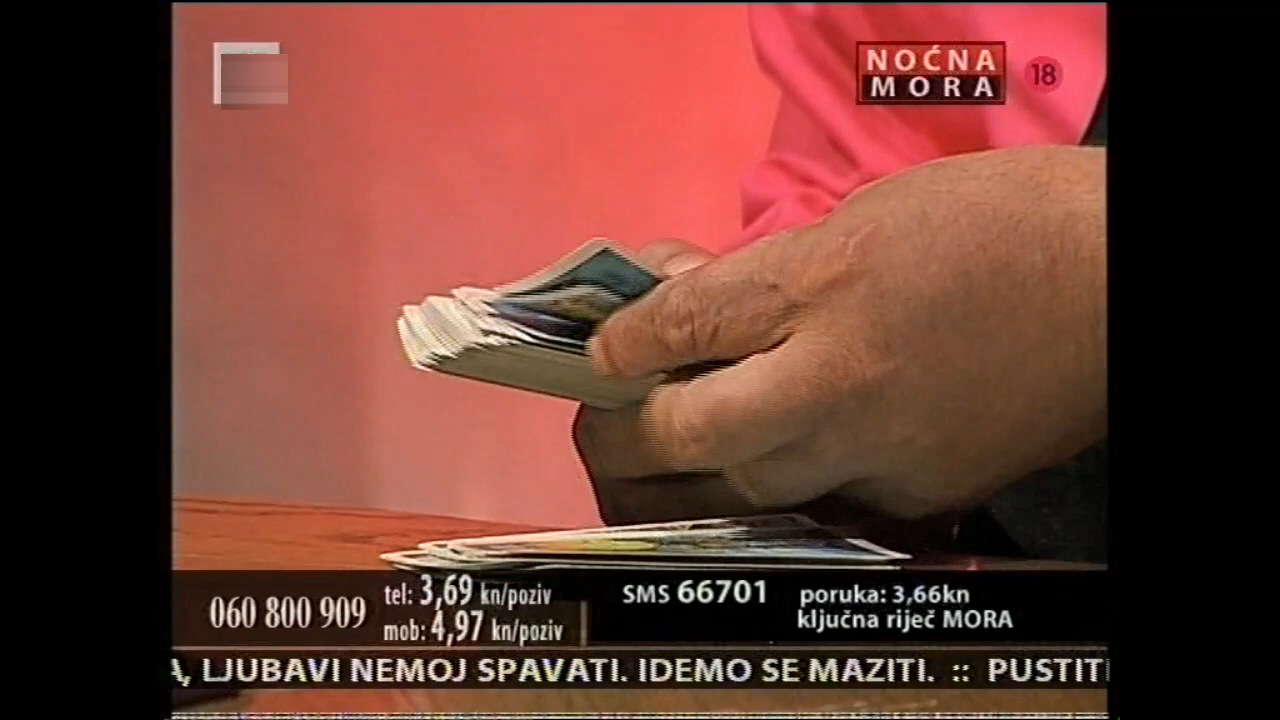 NOĆNA
MORA
18
060 800 909
tel: 3,69 kn/poziv
mob: 4,97 kn/poziv
SMS 66701
poruka: 3,66kn
ključna riječ MORA
A, LJUBAVI NEMOJ SPAVATI. IDEMO SE MAZITI. :: PUSTITI